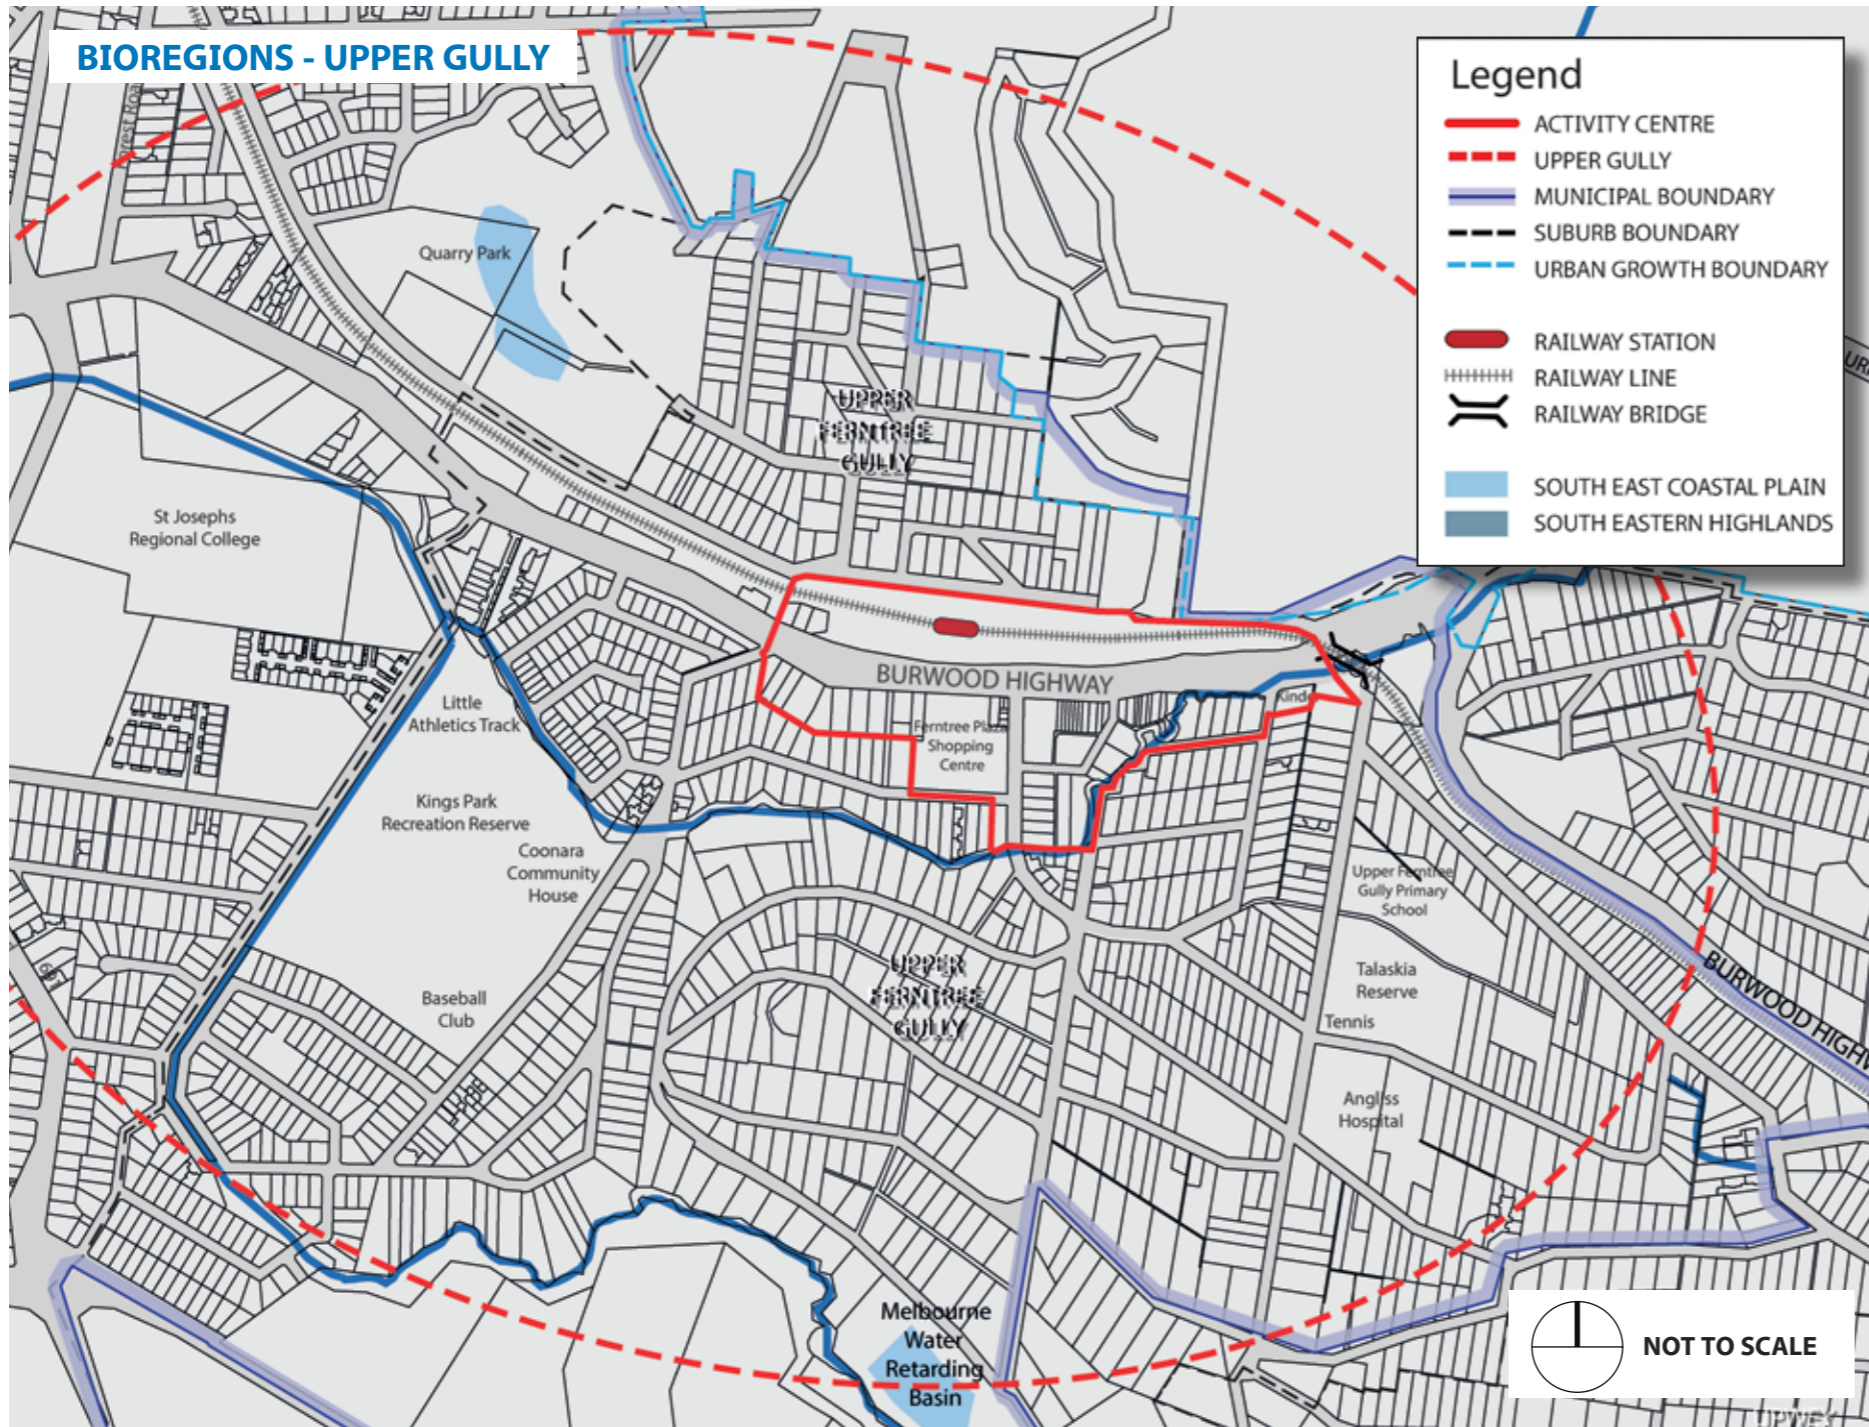 BIOREGIONS - UPPER GULLY
Legend
ACTIVITY CENTRE
UPPER GULLY
MUNICIPAL BOUNDARY
SUBURB BOUNDARY
URBAN GROWTH BOUNDARY
RAILWAY STATION
RAILWAY LINE
RAILWAY BRIDGE
SOUTH EAST COASTAL PLAIN
SOUTH EASTERN HIGHLANDS
Quarry Park
UPPER
FERNTREE
GULLY
St Josephs
Regional College
BURWOOD HIGHWAY
Little
Athletics Track
Ferntree Plaza
Shopping
Centre
Kings Park
Recreation Reserve
Coonara
Community
House
Upper Ferntree
Gully Primary
School
UPPER
FERNTREE
GULLY
Talaskia
Reserve
Tennis
Baseball
Club
BURWOOD HIGHW
Angliss
Hospital
Melbourne
Water
Retarding
Basin
NOT TO SCALE